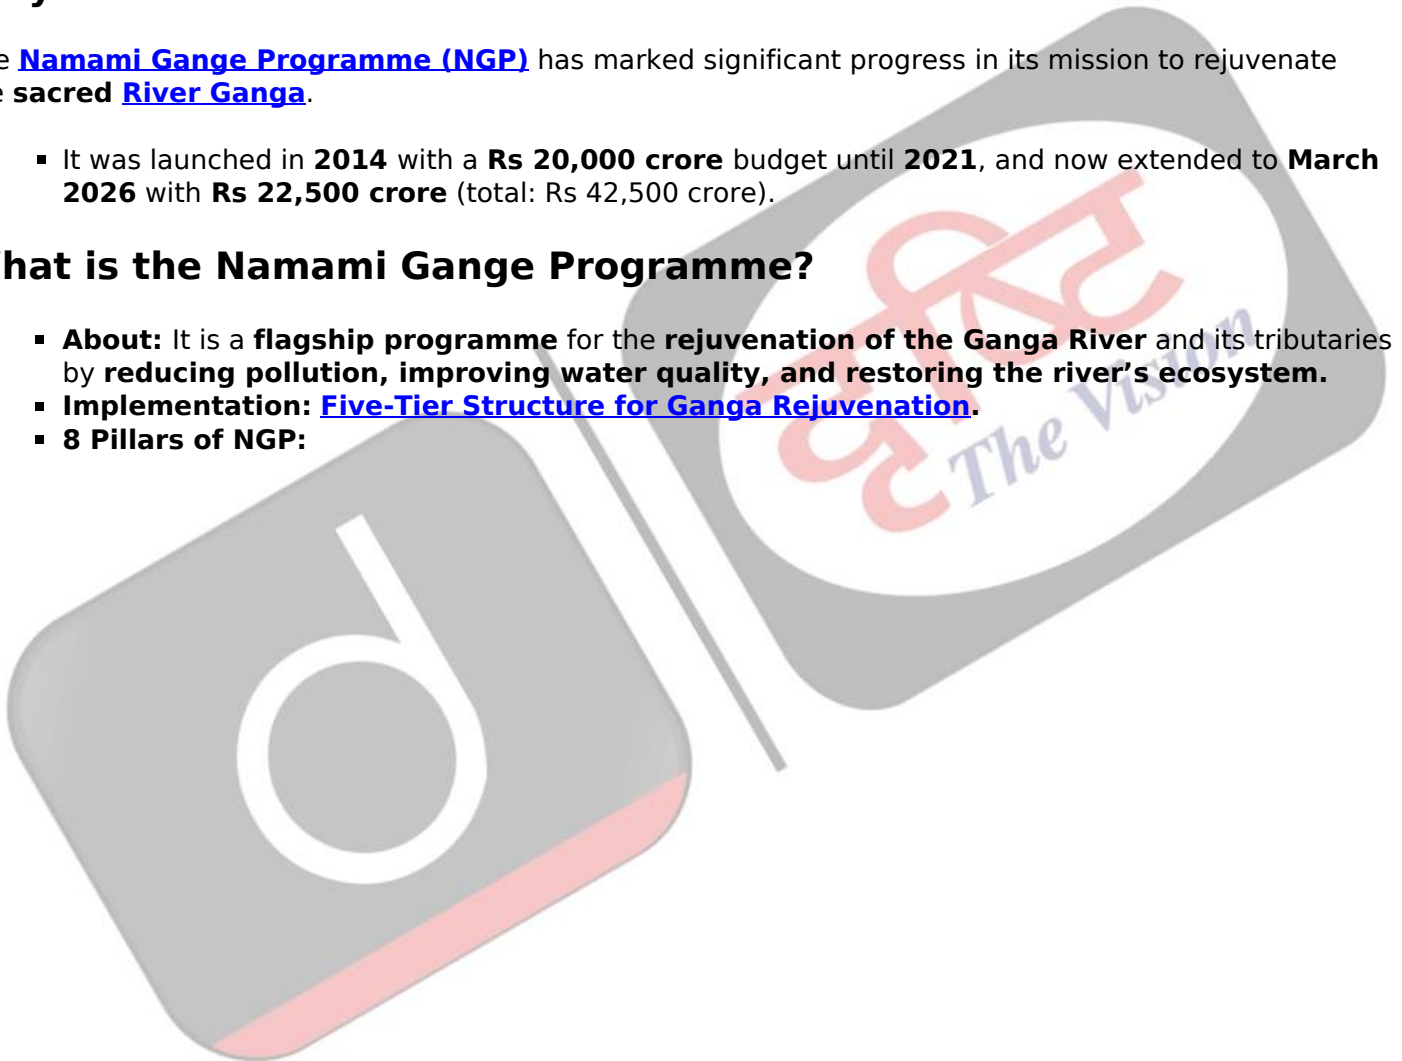 e Namami Gange Programme (NGP) has marked significant progress in its mission to rejuvenate
e sacred River Ganga.
▪ It was launched in 2014 with a Rs 20,000 crore budget until 2021, and now extended to March
2026 with Rs 22,500 crore (total: Rs 42,500 crore).
hat is the Namami Gange Programme?
▪ About: It is a flagship programme for the rejuvenation of the Ganga River and its tributaries
by reducing pollution, improving water quality, and restoring the river’s ecosystem.
▪ Implementation: Five-Tier Structure for Ganga Rejuvenation.
▪ 8 Pillars of NGP:
दृष्टि
The Vision
d